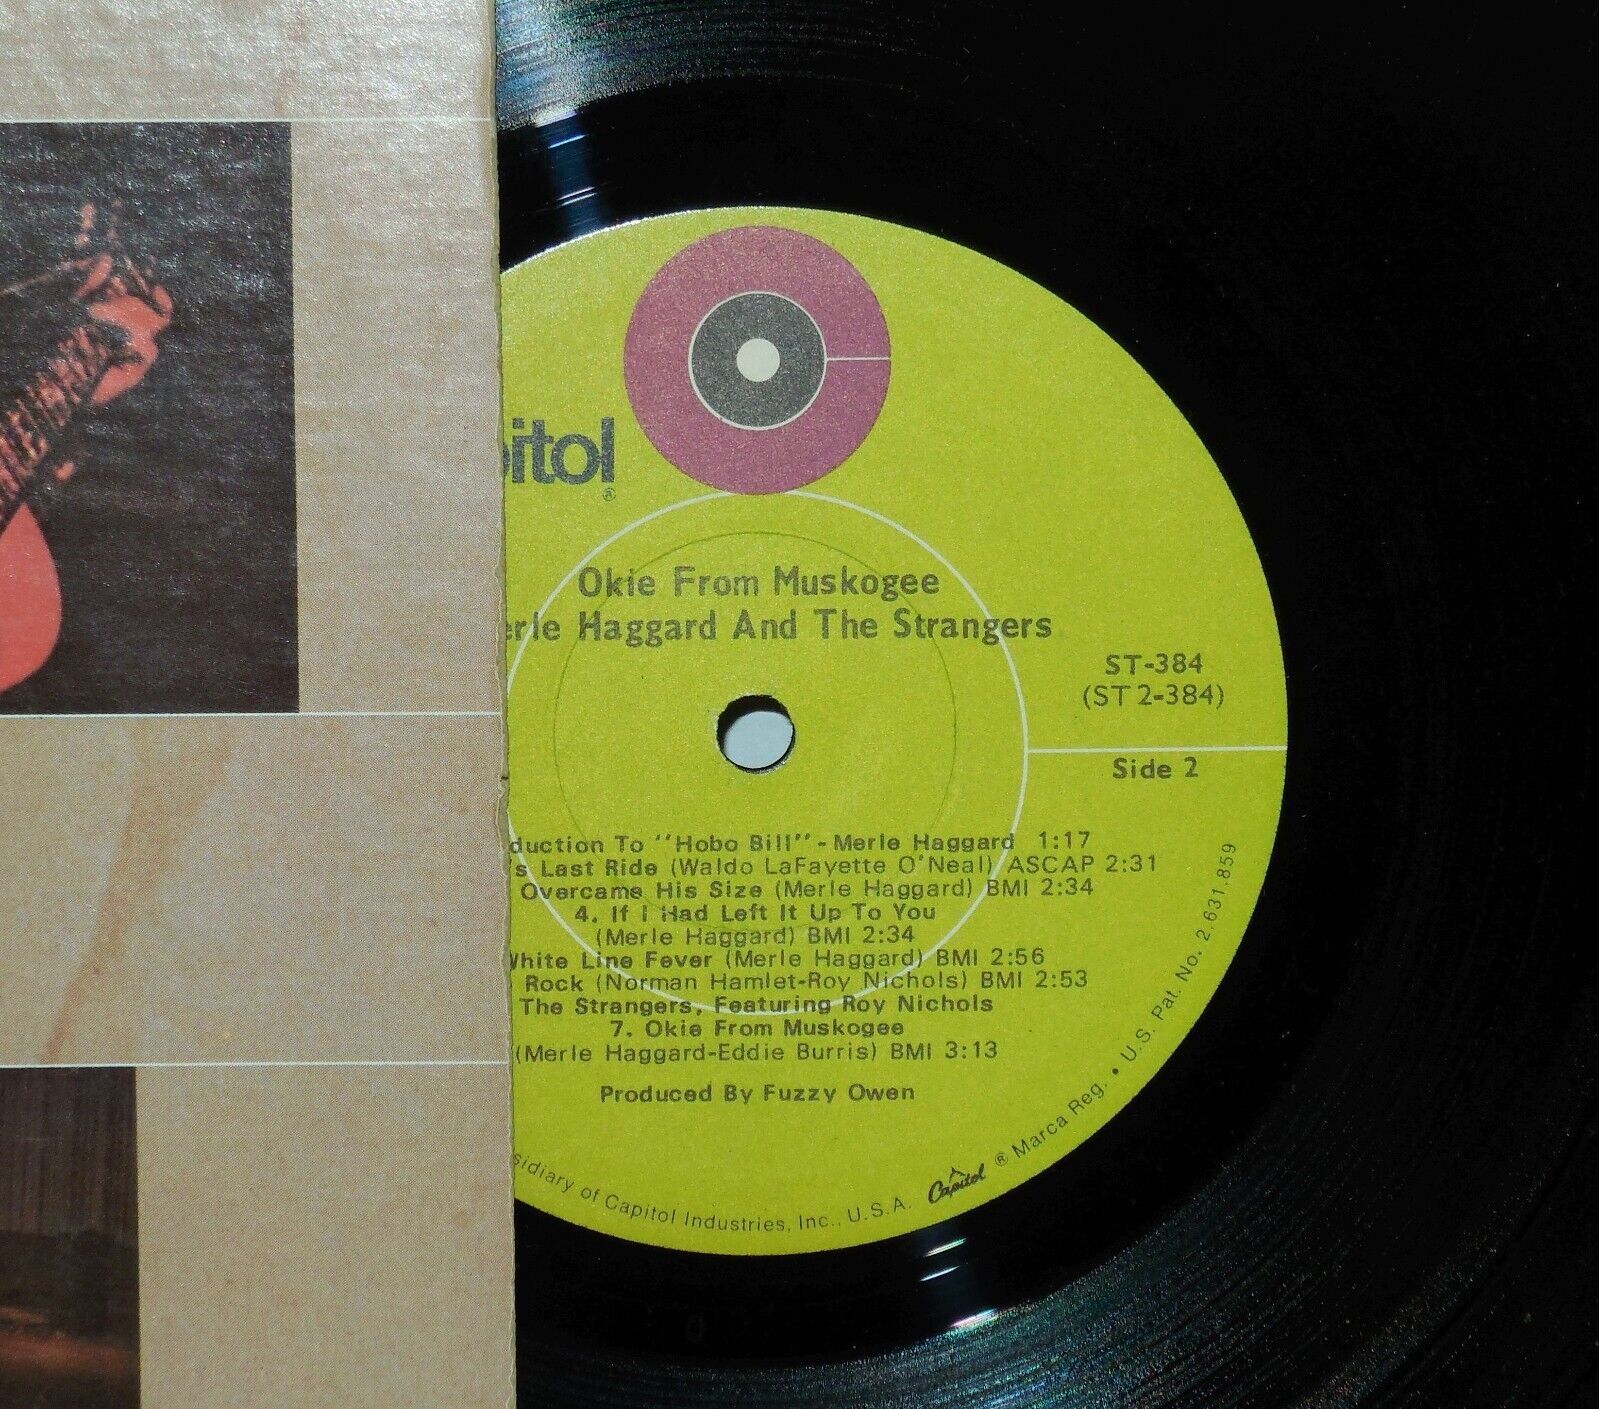 itol
®
Okie From Muskogee
erle Haggard And The Strangers
ST-384
(ST 2-384)
Side 2
duction To "Hobo Bill" - Merle Haggard 1:17
's Last Ride (Waldo LaFayette O'Neal) ASCAP 2:31
Overcame His Size (Merle Haggard) BMI 2:34
4. If I Had Left It Up To You
(Merle Haggard) BMI 2:34
White Line Fever (Merle Haggard) BMI 2:56
Rock (Norman Hamlet-Roy Nichols) BMI 2:53
The Strangers, Featuring Roy Nichols
7. Okie From Muskogee
(Merle Haggard-Eddie Burris) BMI 3:13
Produced By Fuzzy Owen
sidiary of Capitol Industries, Inc., U.S.A. Capitol ® Marca Reg. • U.S. Pat. No. 2,631,859